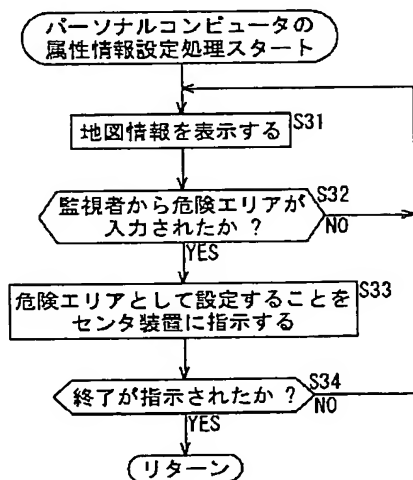 パーソナルコンピュータの
属性情報設定処理スタート
地図情報を表示する
S31
監視者から危険エリアが
入力されたか ?
S32
NO
YES
危険エリアとして設定することを
センタ装置に指示する
S33
終了が指示されたか ?
S34
NO
YES
リターン